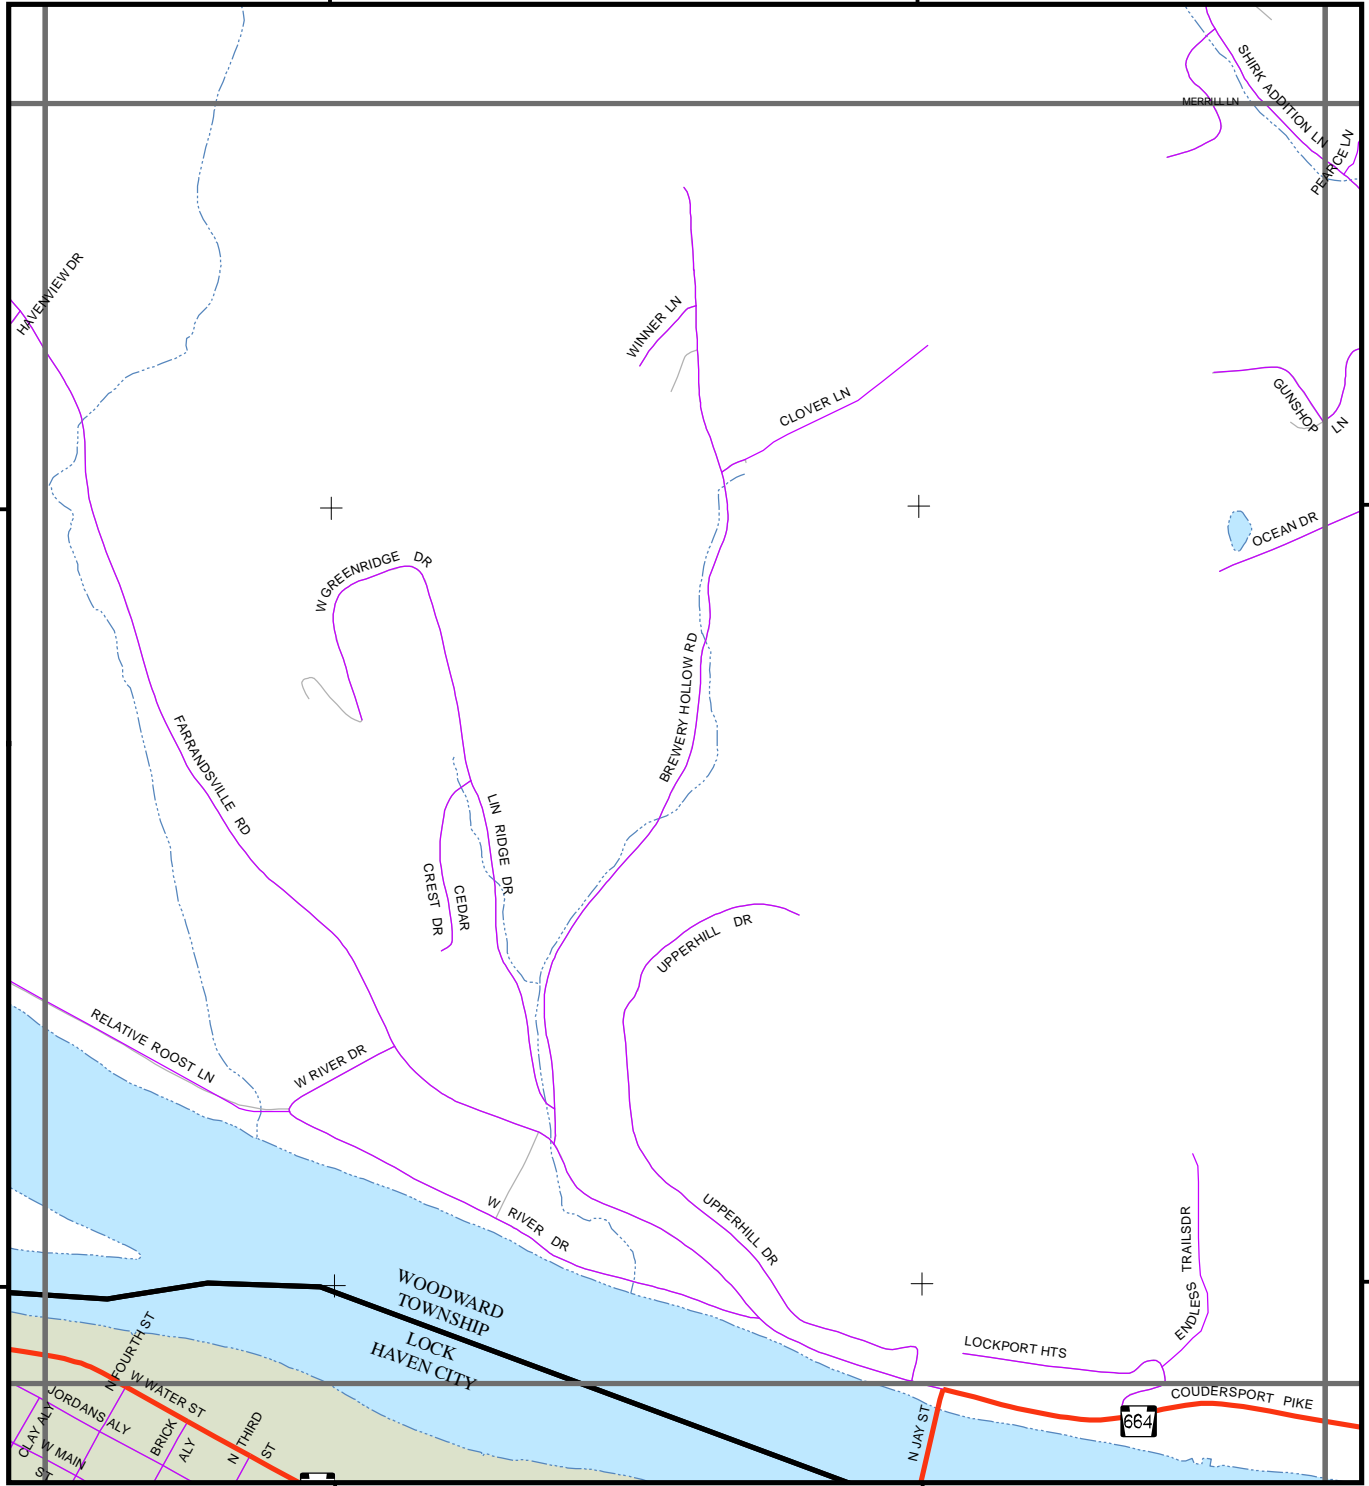 SHIRK ADDITION LN
MERRILL LN
PEARCE LN
HAVENVIEW DR
WINNER LN
CLOVER LN
GUNSHOP LN
OCEAN DR
W GREENRIDGE DR
BREWERY HOLLOW RD
FARRANDSVILLE RD
LIN RIDGE DR
CEDAR
CREST DR
UPPERHILL DR
RELATIVE ROOST LN
W RIVER DR
W RIVER DR
UPPERHILL DR
ENDLESS TRAILSDR
WOODWARD
TOWNSHIP
LOCK
HAVEN CITY
LOCKPORT HTS
COUDERSPORT PIKE
664
N JAY ST
N FOURTH ST
W WATER ST
JORDANS ALY
CLAY ALY
W MAIN
ST
BRICK
ALY
N THIRD
ST